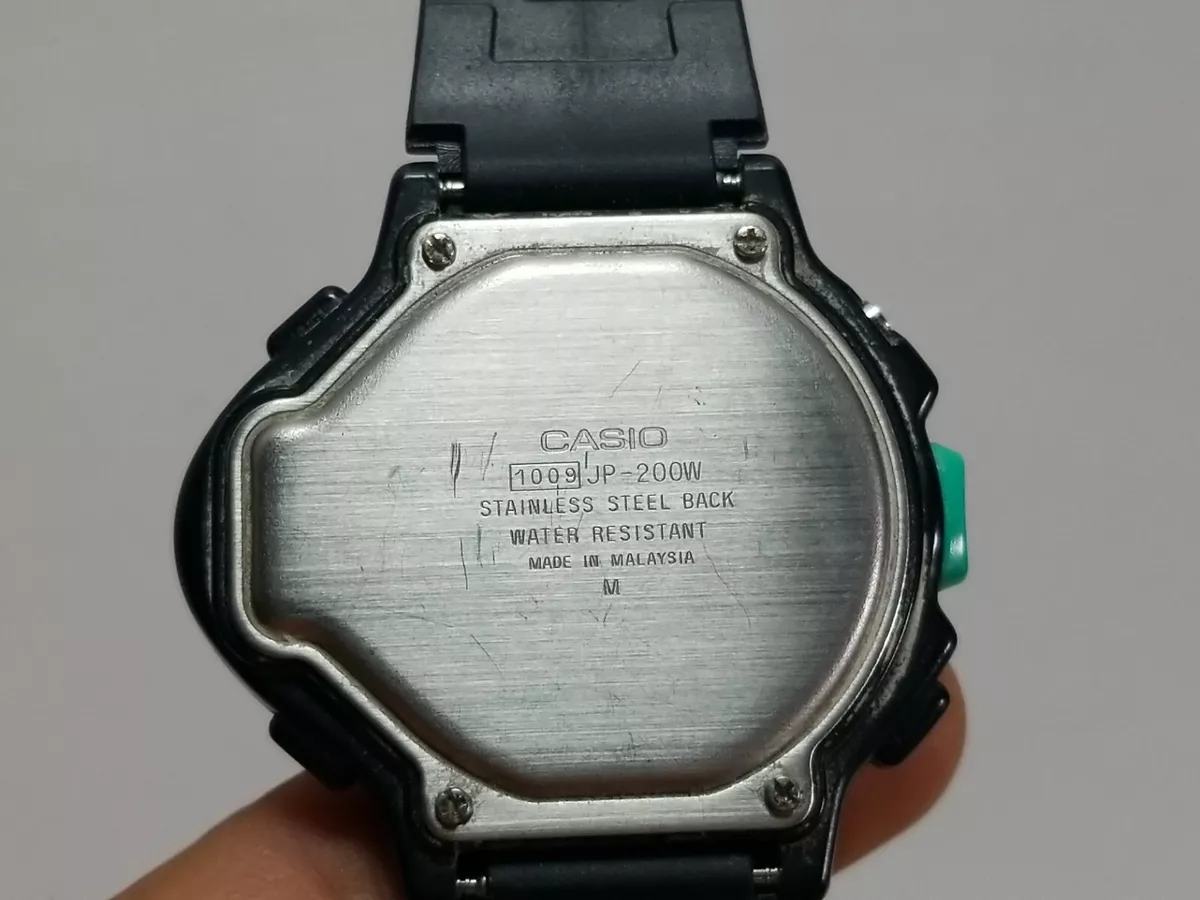 CASIO
1009 JP-200W
STAINLESS STEEL BACK
WATER RESISTANT
MADE IN MALAYSIA
M